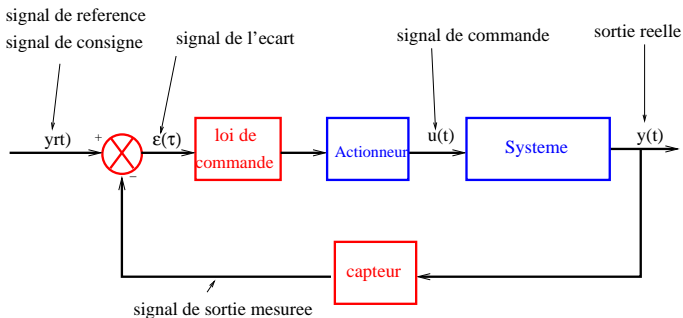 signal de reference
signal de consigne
signal de l'ecart
signal de commande
sortie reelle
yrt)
+
−
ε(τ)
loi de
commande
Actionneur
u(t)
Systeme
y(t)
capteur
signal de sortie mesuree